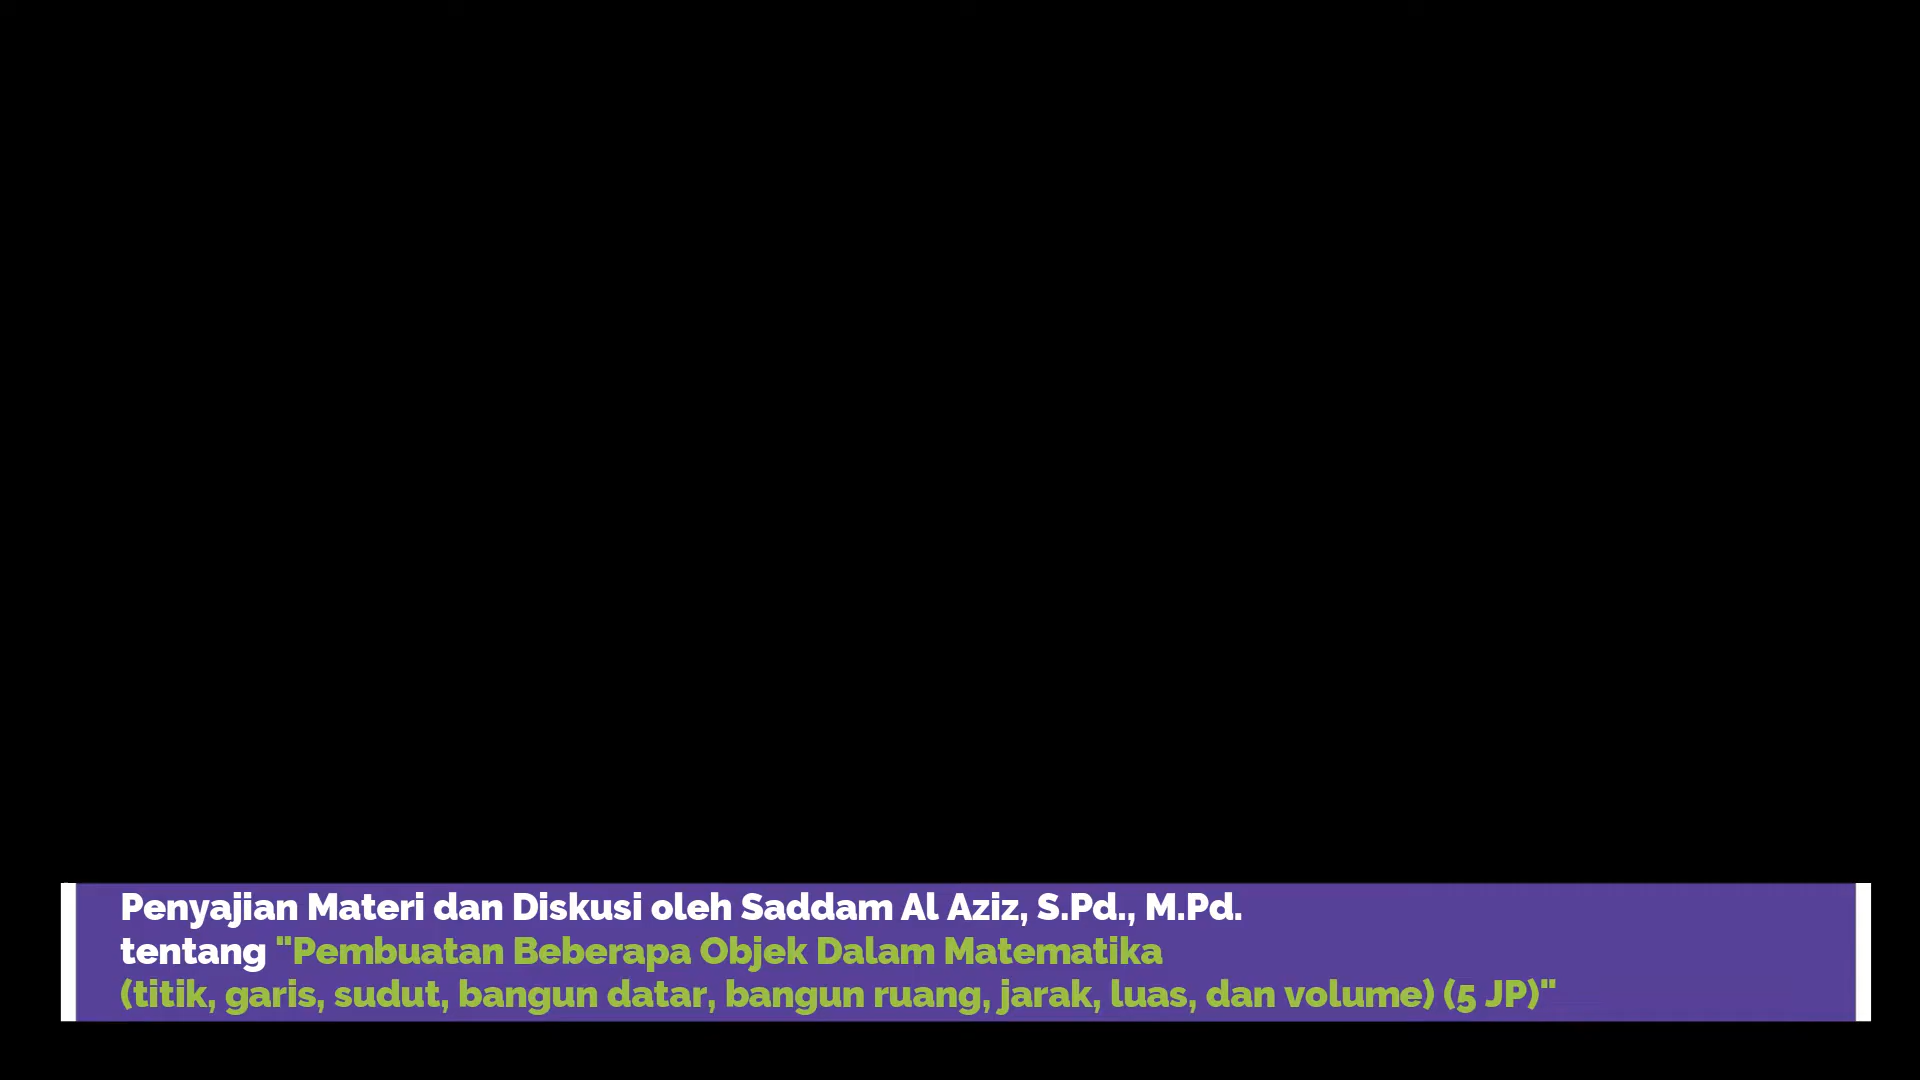 Penyajian Materi dan Diskusi oleh Saddam Al Aziz, S.Pd., M.Pd.
tentang "Pembuatan Beberapa Objek Dalam Matematika
(titik, garis, sudut, bangun datar, bangun ruang, jarak, luas, dan volume) (5 JP)"